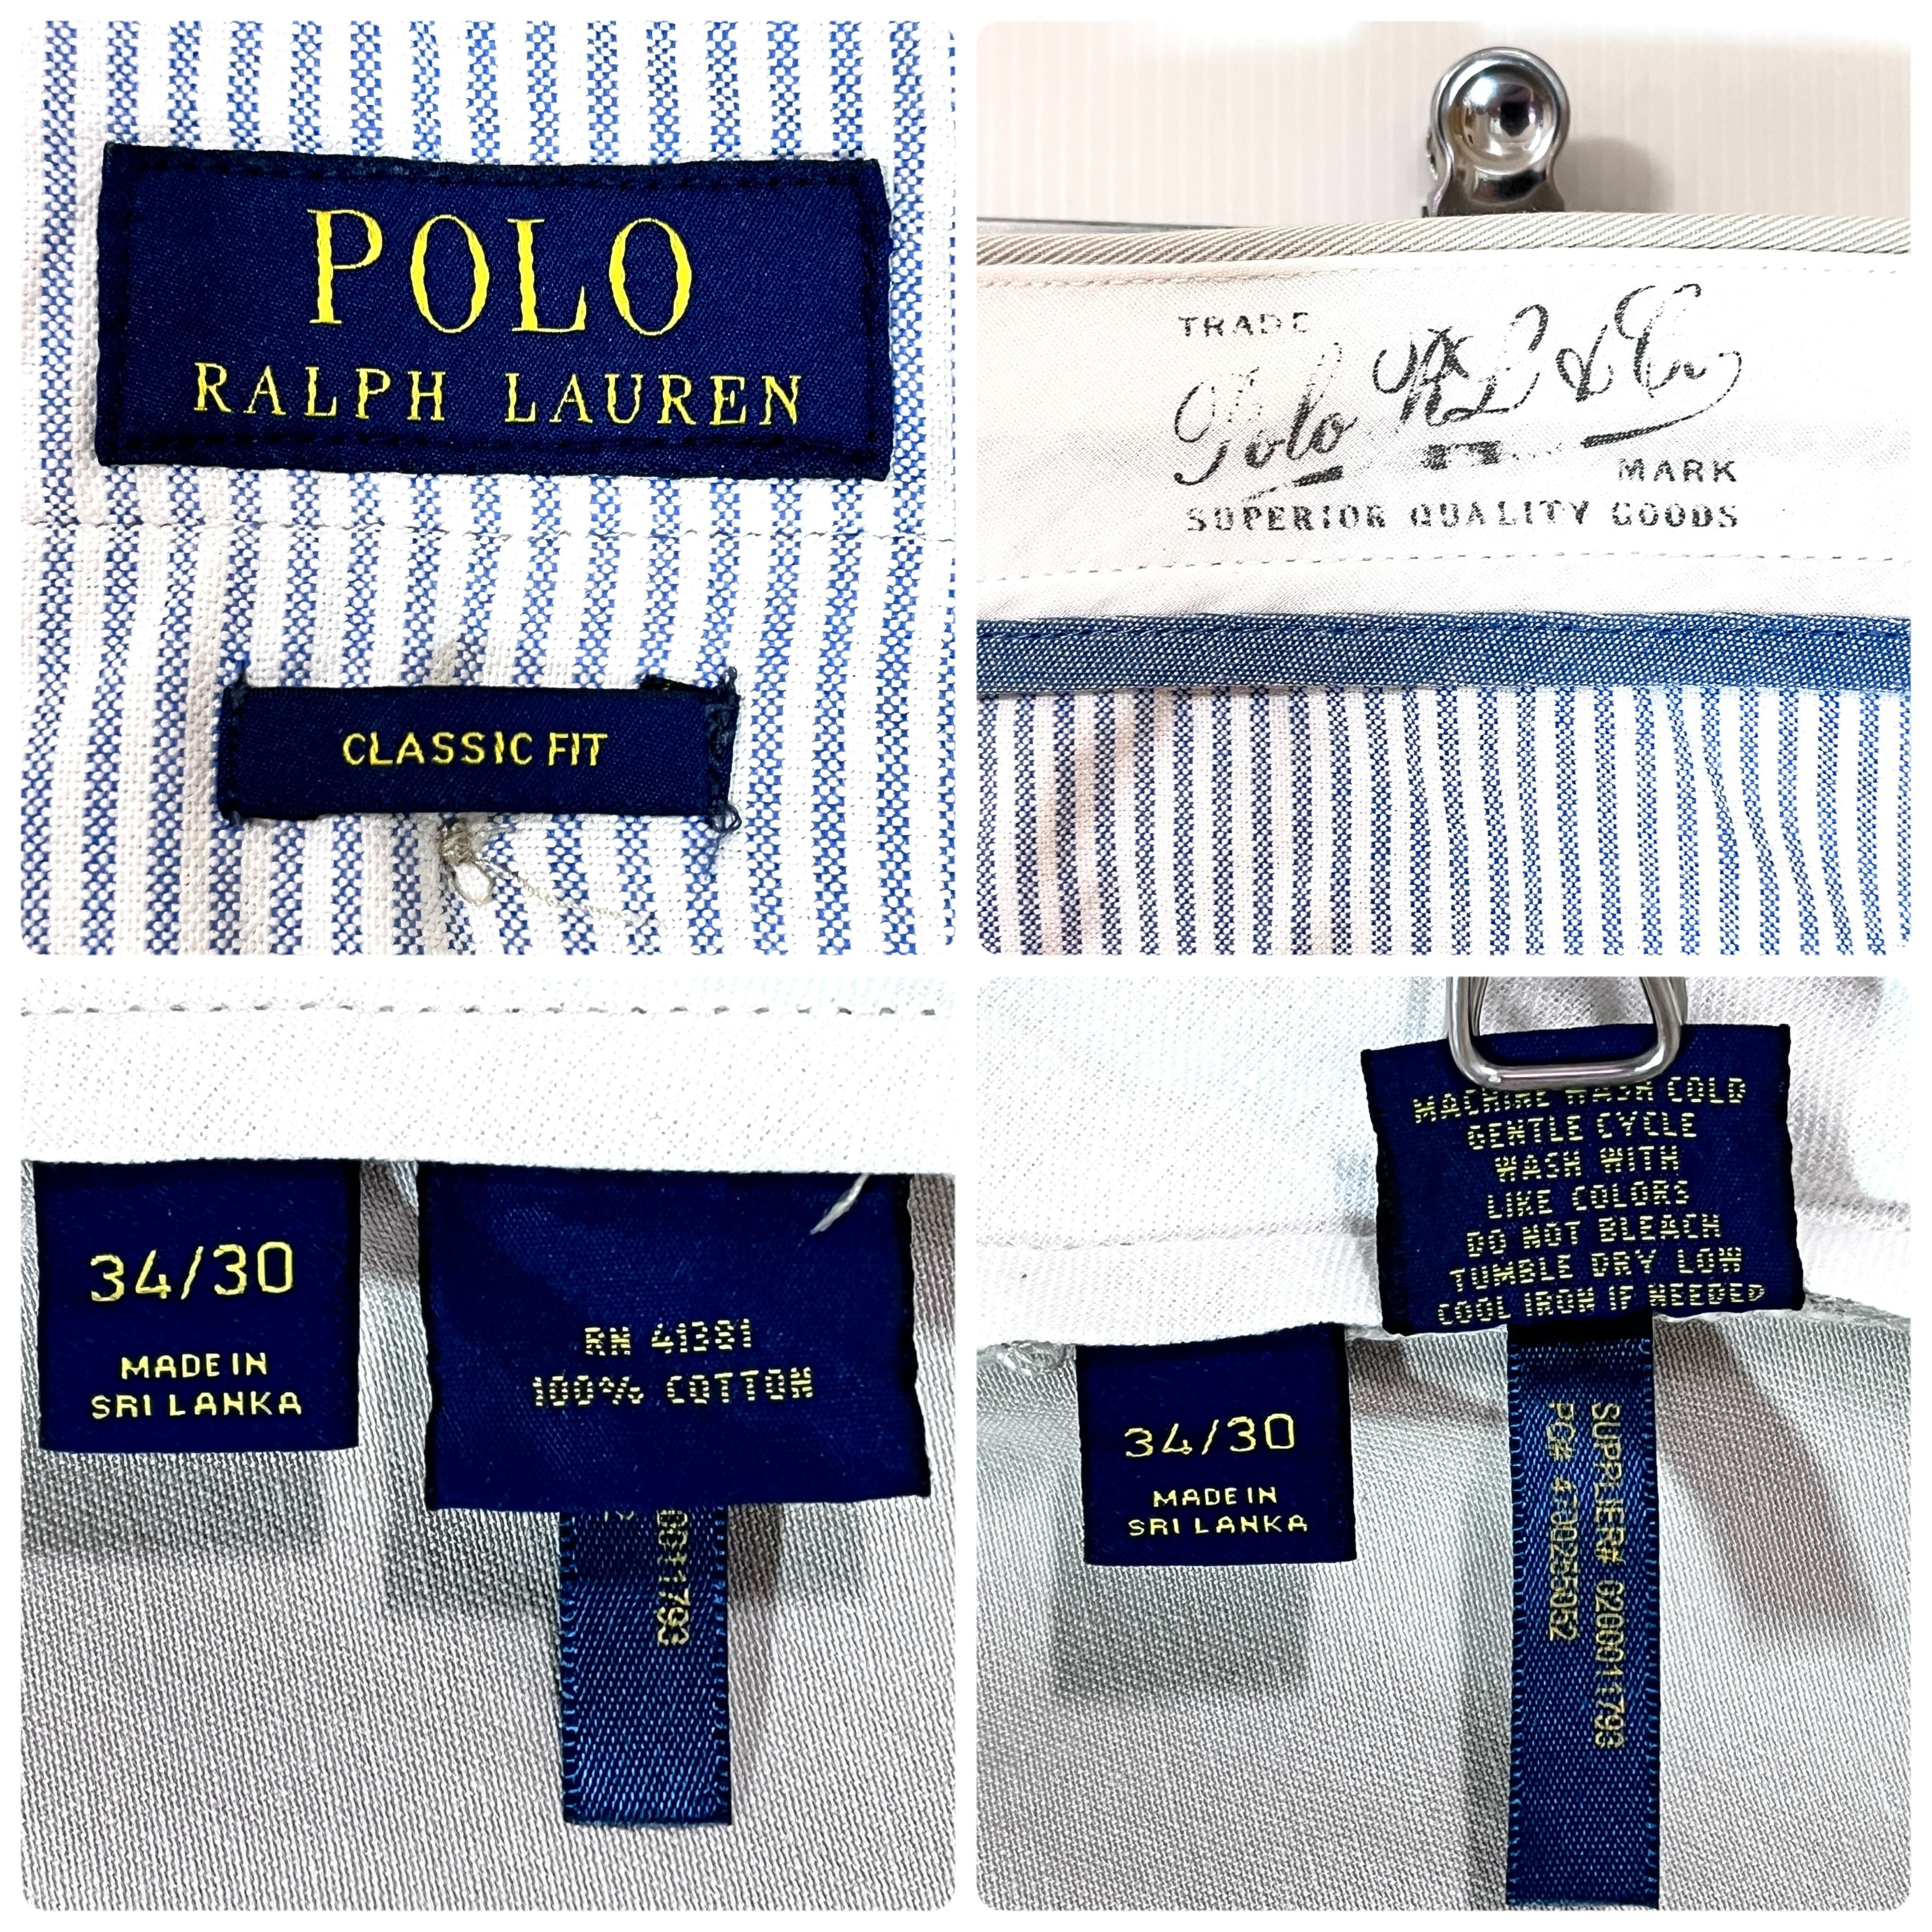 POLO
RALPH LAUREN
CLASSIC FIT
TRADE
Polo RL & Co.
MARK
SUPERIOR QUALITY GOODS
34/30
MADE IN
SRI LANKA
RN 41381
100% COTTON
0011793
MACHINE WASH COLD
GENTLE CYCLE
WASH WITH
LIKE COLORS
DO NOT BLEACH
TUMBLE DRY LOW
COOL IRON IF NEEDED
34/30
MADE IN
SRI LANKA
SUPPLIER# 0200011793